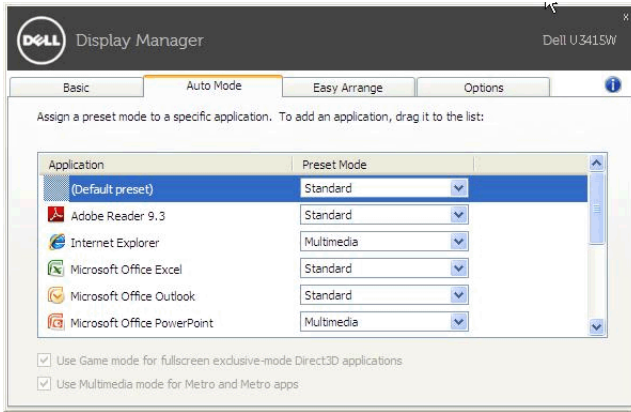 DELL Display Manager Dell U3415W
x
Basic Auto Mode Easy Arrange Options i
Assign a preset mode to a specific application. To add an application, drag it to the list:
Application Preset Mode
(Default preset) Standard
Adobe Reader 9.3 Standard
Internet Explorer Multimedia
Microsoft Office Excel Standard
Microsoft Office Outlook Standard
Microsoft Office PowerPoint Multimedia
Use Game mode for fullscreen exclusive-mode Direct3D applications
Use Multimedia mode for Metro and Metro apps